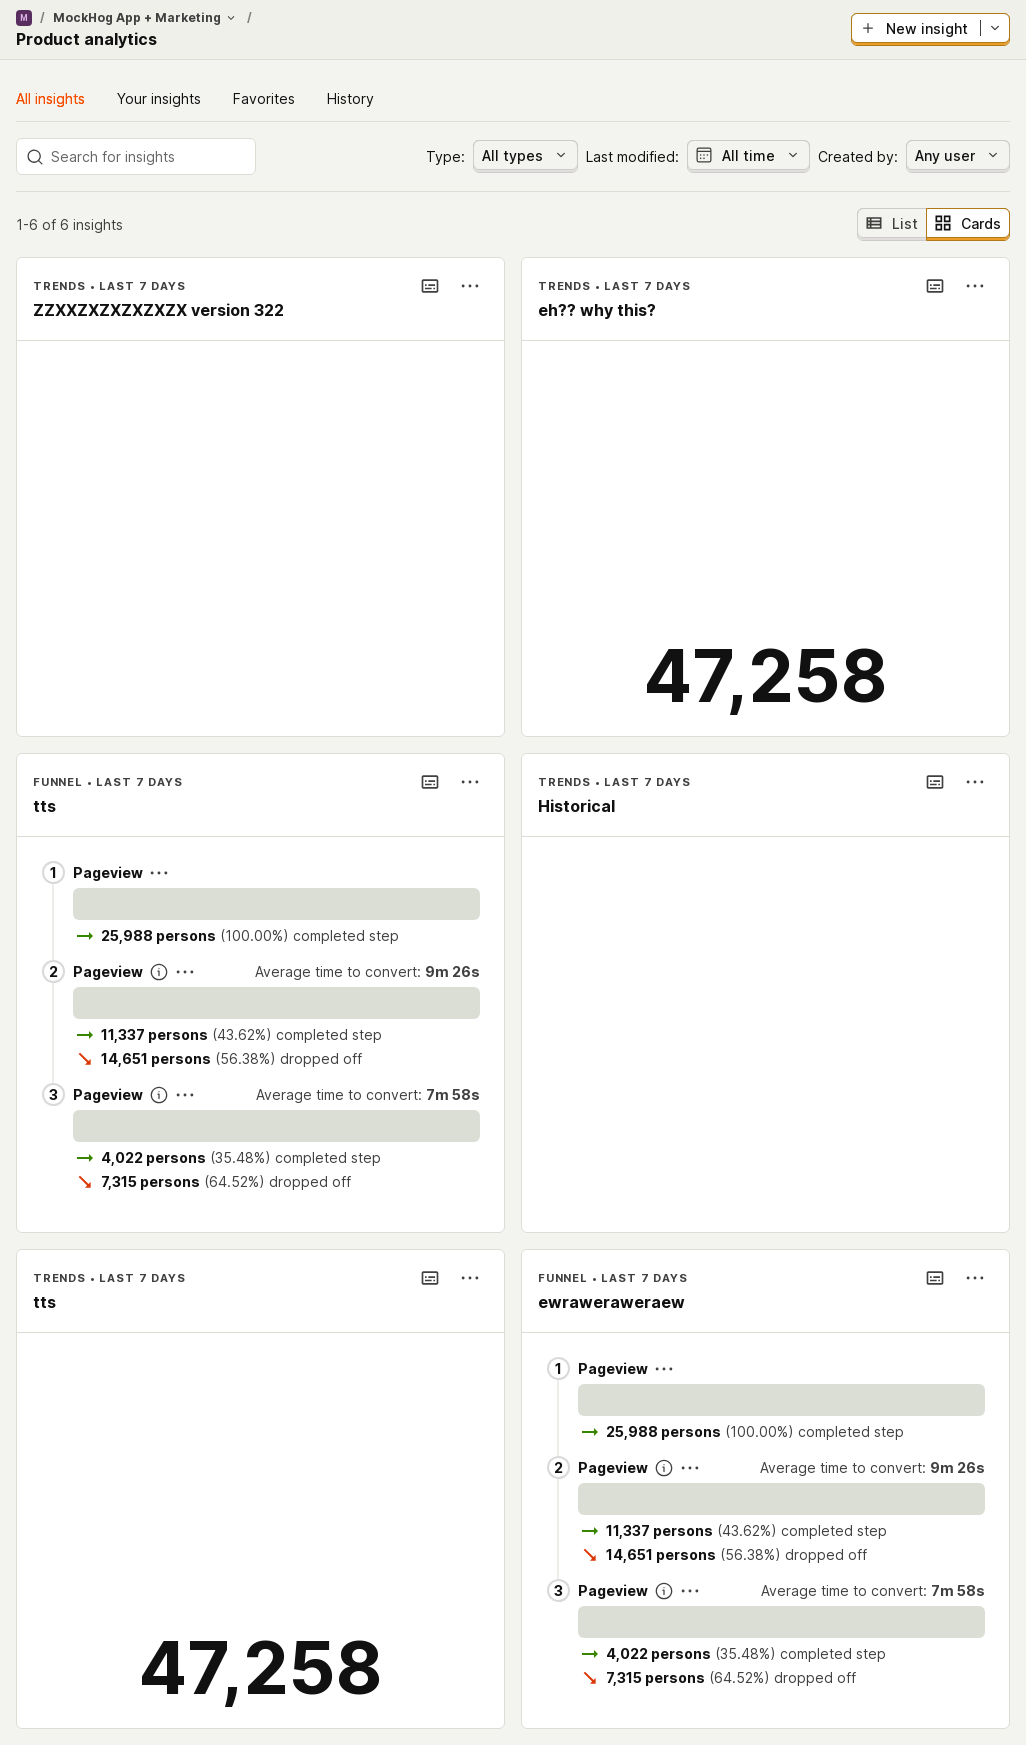 M / MockHog App + Marketing /
Product analytics
New insight
All insights Your insights Favorites History
Search for insights
Type: All types Last modified: All time Created by: Any user
1-6 of 6 insights
List Cards
TRENDS • LAST 7 DAYS
ZZXXZXZXZXZXZX version 322
TRENDS • LAST 7 DAYS
eh?? why this?
47,258
FUNNEL • LAST 7 DAYS
tts
1 Pageview
25,988 persons (100.00%) completed step
2 Pageview Average time to convert: 9m 26s
11,337 persons (43.62%) completed step
14,651 persons (56.38%) dropped off
3 Pageview Average time to convert: 7m 58s
4,022 persons (35.48%) completed step
7,315 persons (64.52%) dropped off
TRENDS • LAST 7 DAYS
Historical
TRENDS • LAST 7 DAYS
tts
47,258
FUNNEL • LAST 7 DAYS
ewraweraweraew
1 Pageview
25,988 persons (100.00%) completed step
2 Pageview Average time to convert: 9m 26s
11,337 persons (43.62%) completed step
14,651 persons (56.38%) dropped off
3 Pageview Average time to convert: 7m 58s
4,022 persons (35.48%) completed step
7,315 persons (64.52%) dropped off